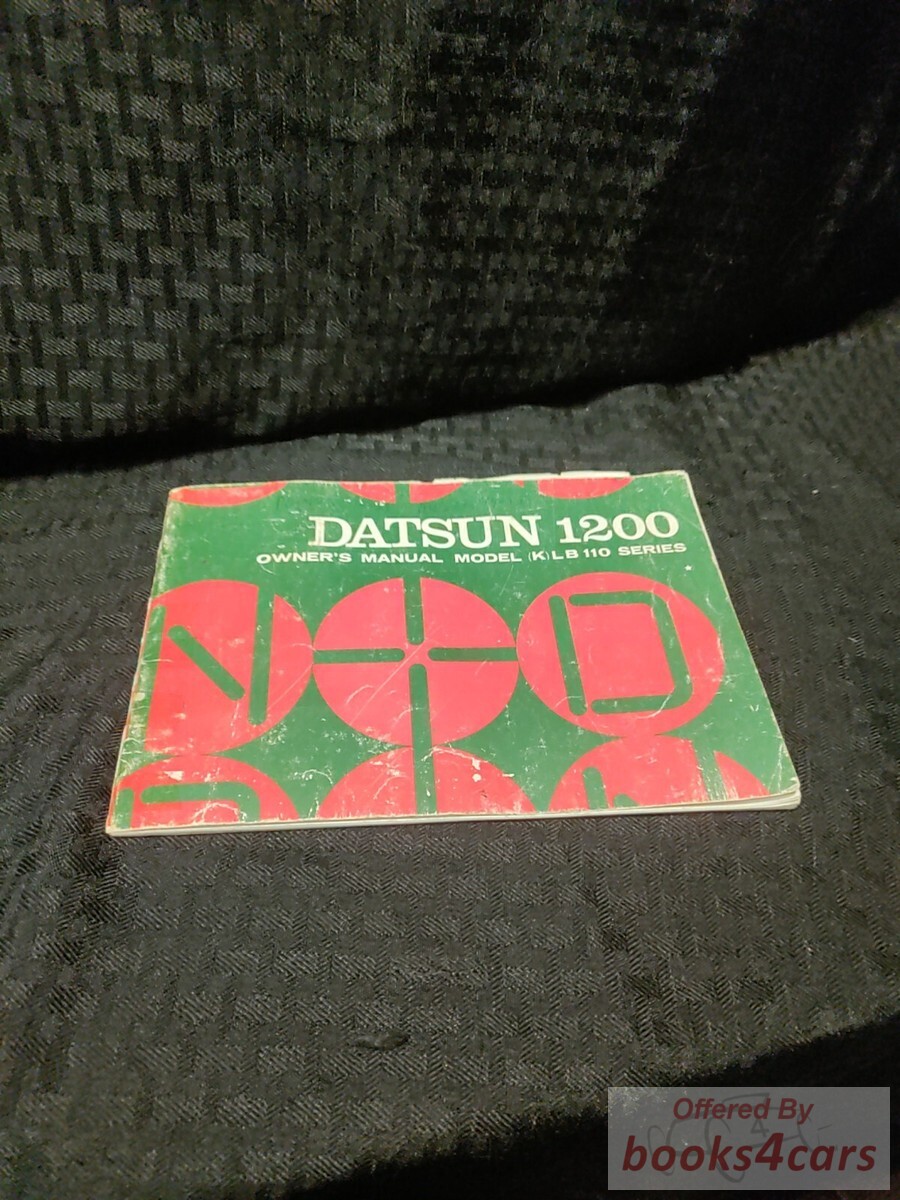 DATSUN 1200
OWNER'S MANUAL MODEL (K)LB 110 SERIES
N D
Offered By
books4cars